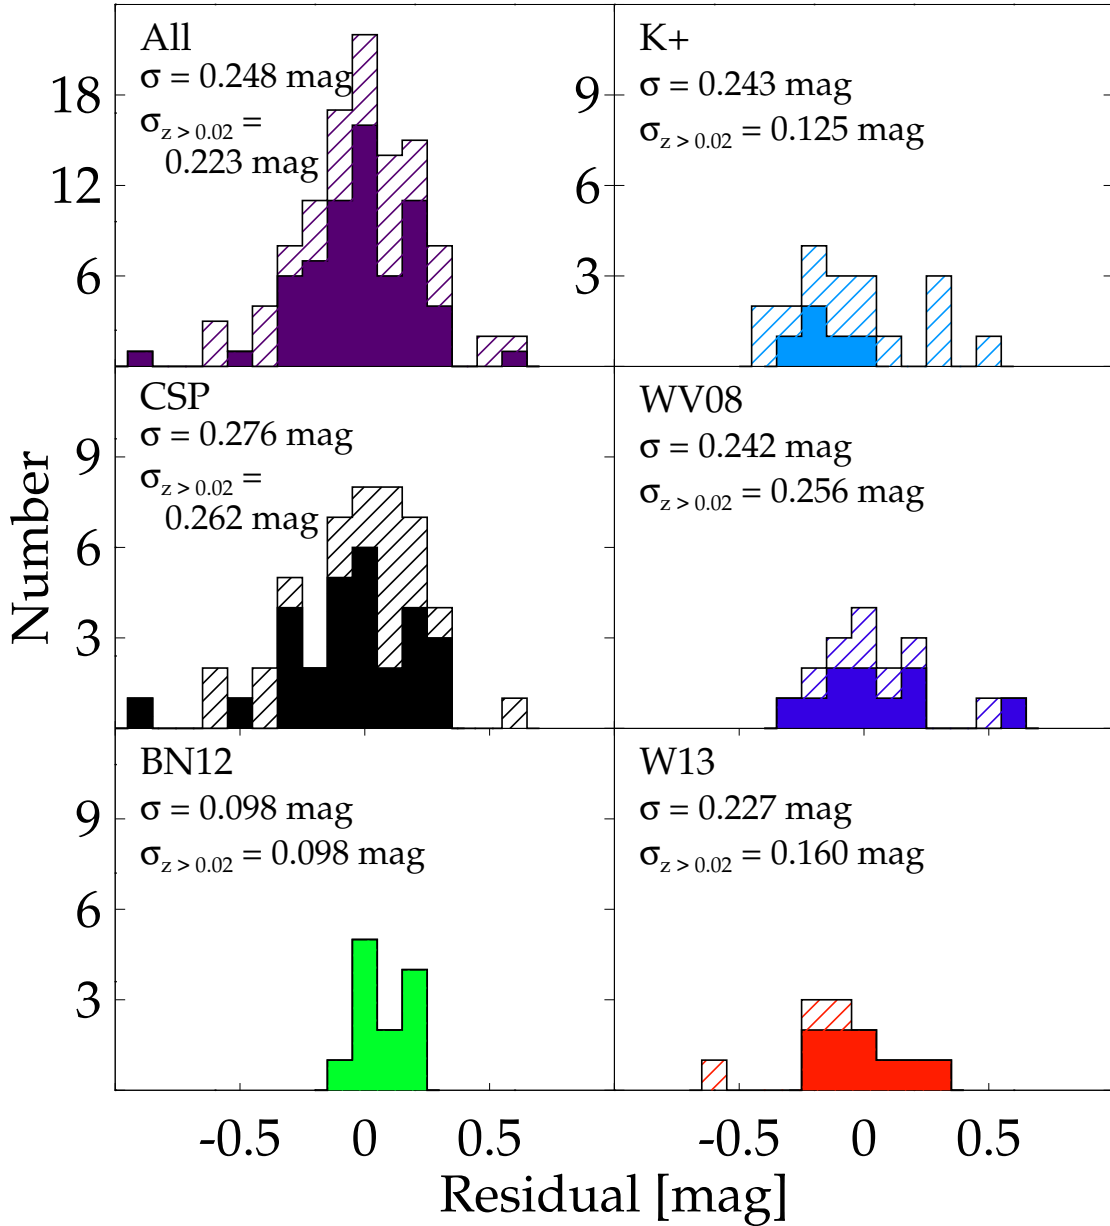 All
σ = 0.248 mag
σz > 0.02 =
0.223 mag
18
12
6
K+
σ = 0.243 mag
σz > 0.02 = 0.125 mag
9
6
3
CSP
σ = 0.276 mag
σz > 0.02 =
0.262 mag
9
6
3
WV08
σ = 0.242 mag
σz > 0.02 = 0.256 mag
Number
BN12
σ = 0.098 mag
σz > 0.02 = 0.098 mag
9
6
3
W13
σ = 0.227 mag
σz > 0.02 = 0.160 mag
-0.5 0 0.5
-0.5 0 0.5
Residual [mag]